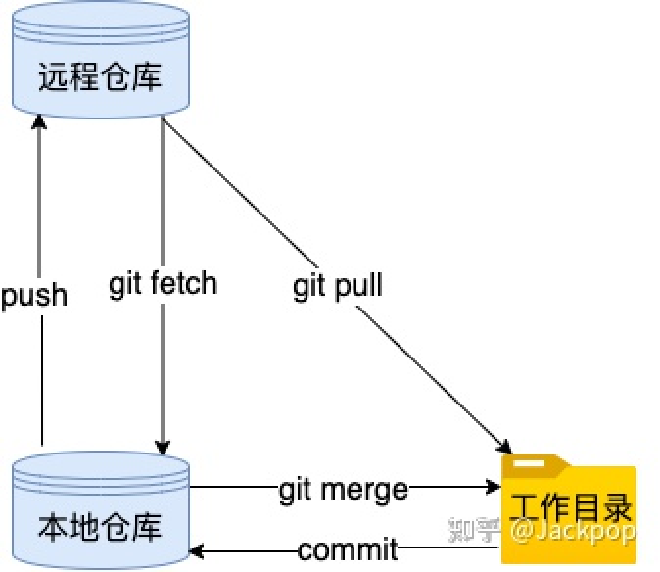 远程仓库
push
git fetch
git pull
本地仓库
git merge
工作目录
知乎 @Jackpop
commit